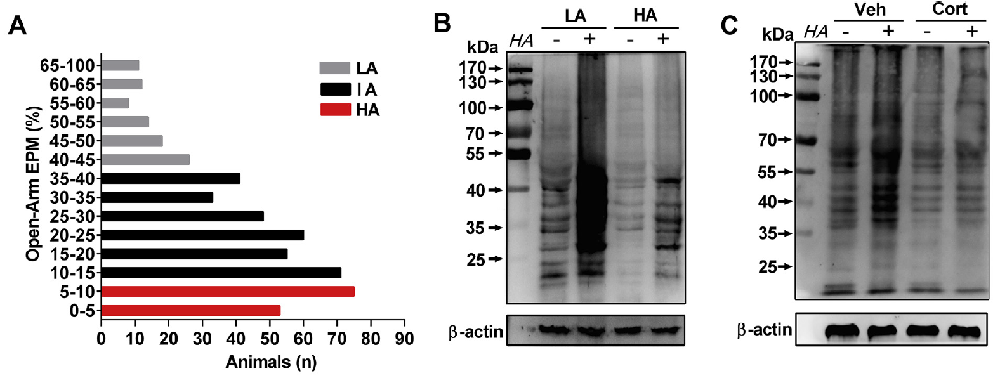 A
65-100
60-65
55-60
50-55
45-50
40-45
35-40
30-35
25-30
20-25
15-20
10-15
5-10
0-5
Open-Arm EPM (%)
0 10 20 30 40 50 60 70 80 90
Animals (n)
LA
IA
HA
B
LA HA
kDa HA - + - +
170
130
100
70
55
40
35
25
β-actin
C
Veh Cort
kDa HA - + - +
170
130
100
70
55
40
35
25
β-actin